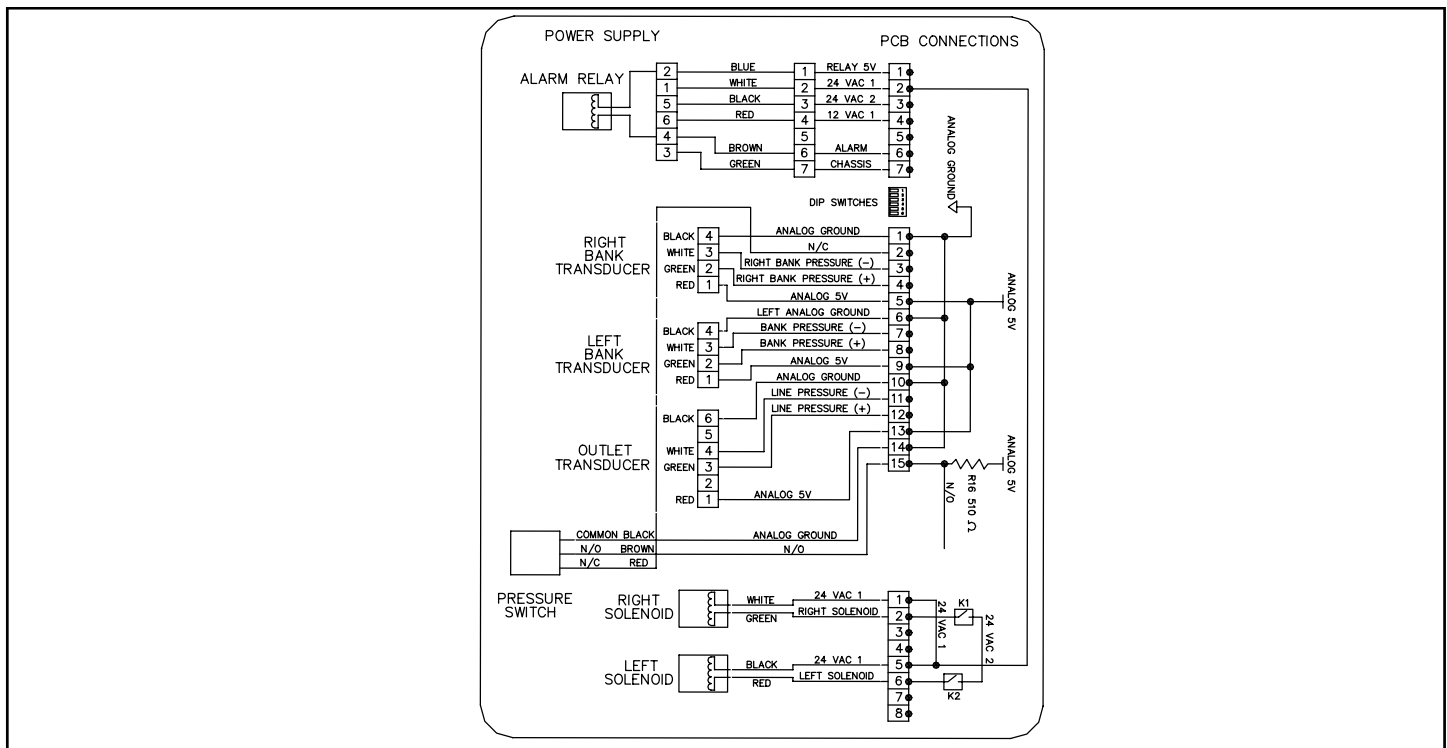 POWER SUPPLY
PCB CONNECTIONS
ALARM RELAY
2 BLUE 1 RELAY 5V 1
1 WHITE 2 24 VAC 1 2
5 BLACK 3 24 VAC 2 3
6 RED 4 12 VAC 1 4
4 5 5
3 BROWN 6 ALARM 6
GREEN 7 CHASSIS 7
ANALOG GROUND
DIP SWITCHES
RIGHT
BANK
TRANSDUCER
BLACK 4 ANALOG GROUND 1
WHITE 3 N/C 2
GREEN 2 RIGHT BANK PRESSURE (-) 3
RED 1 RIGHT BANK PRESSURE (+) 4
ANALOG 5V 5
ANALOG 5V
LEFT
BANK
TRANSDUCER
BLACK 4 LEFT ANALOG GROUND 6
WHITE 3 BANK PRESSURE (-) 7
GREEN 2 BANK PRESSURE (+) 8
RED 1 ANALOG 5V 9
ANALOG GROUND 10
LINE PRESSURE (-) 11
LINE PRESSURE (+) 12
13
14
15
OUTLET
TRANSDUCER
BLACK 6
5
WHITE 4
GREEN 3
2
RED 1 ANALOG 5V
ANALOG 5V
R16 510 Ω
N/O
COMMON BLACK ANALOG GROUND
N/O BROWN N/O
N/C RED
PRESSURE
SWITCH
RIGHT
SOLENOID
WHITE 24 VAC 1 1
GREEN RIGHT SOLENOID 2
3
4
K1
24 VAC 1
24 VAC 2
LEFT
SOLENOID
BLACK 24 VAC 1 5
RED LEFT SOLENOID 6
7
8
K2